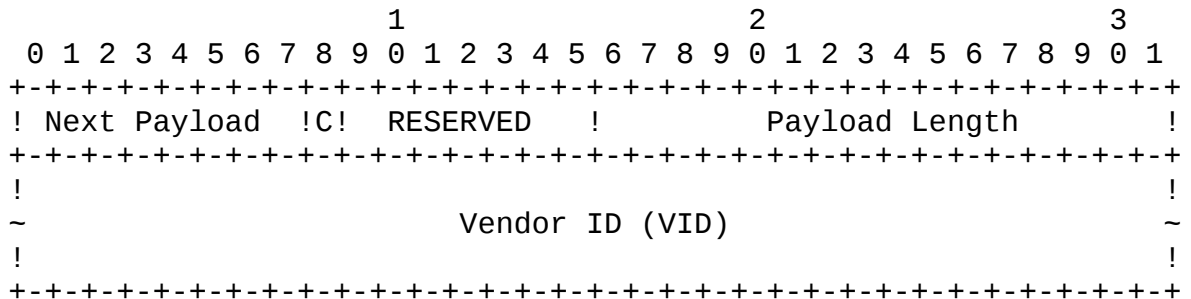 1                   2                   3
 0 1 2 3 4 5 6 7 8 9 0 1 2 3 4 5 6 7 8 9 0 1 2 3 4 5 6 7 8 9 0 1
+-+-+-+-+-+-+-+-+-+-+-+-+-+-+-+-+-+-+-+-+-+-+-+-+-+-+-+-+-+-+-+-+
! Next Payload  !C!  RESERVED   !         Payload Length        !
+-+-+-+-+-+-+-+-+-+-+-+-+-+-+-+-+-+-+-+-+-+-+-+-+-+-+-+-+-+-+-+-+
!                                                               !
~                        Vendor ID (VID)                        ~
!                                                               !
+-+-+-+-+-+-+-+-+-+-+-+-+-+-+-+-+-+-+-+-+-+-+-+-+-+-+-+-+-+-+-+-+